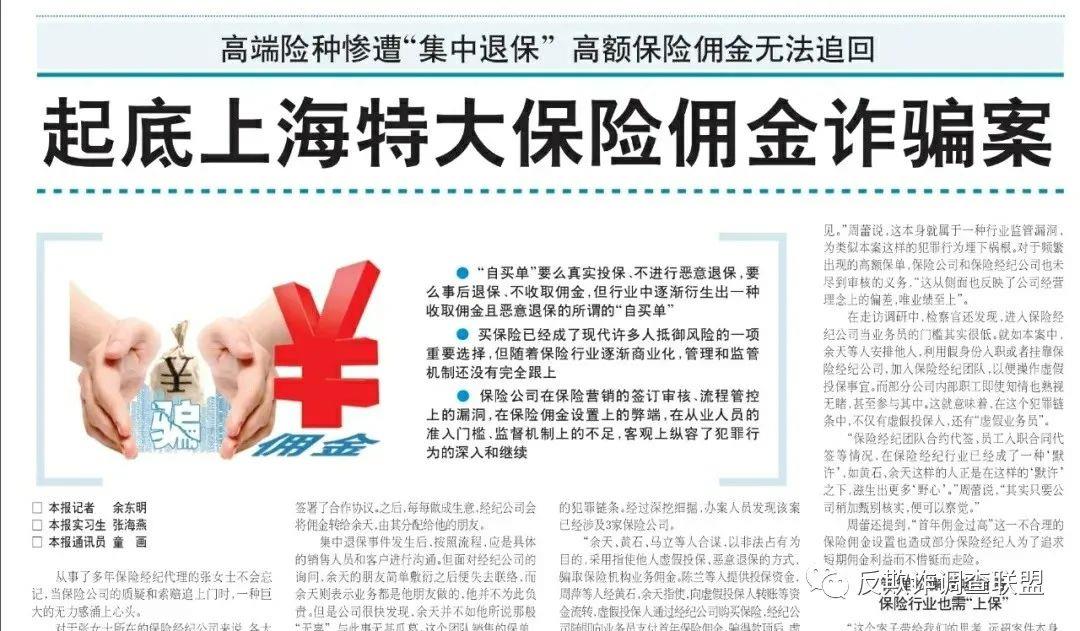 高端险种惨遭“集中退保” 高额保险佣金无法追回
起底上海特大保险佣金诈骗案
¥
骗
¥
佣金
● “自买单”要么真实投保、不进行恶意退保，要
么事后退保、不收取佣金，但行业中逐渐衍生出一种
收取佣金且恶意退保的所谓的“自买单”
● 买保险已经成了现代许多人抵御风险的一项
重要选择，但随着保险行业逐渐商业化，管理和监管
机制还没有完全跟上
● 保险公司在保险营销的签订审核、流程管控
上的漏洞，在保险佣金设置上的弊端，在从业人员的
准入门槛、监督机制上的不足，客观上纵容了犯罪行
为的深入和继续
□ 本报记者 余东明
□ 本报实习生 张海燕
□ 本报通讯员 童 画
从事了多年保险经纪代理的张女士不会忘
记，当保险公司的质疑和索赔追上门时，一种巨
大的无力感涌上心头。
对于张女士所在的保险经纪公司来说，各大
签署了合作协议。之后，每每做成生意，经纪公司会
将佣金转给余天，由其分配给他的朋友。
集中退保事件发生后，按照流程，应是具体
的销售人员和客户进行沟通。但面对经纪公司的
询问，余天的朋友简单敷衍之后便失去联络，而
余天则表示业务都是他朋友做的，他并不为此负
责。但是公司很快发现，余天并不如他所说那般
“无辜”，与此事无甚瓜葛，这个团队销售的保单，
的犯罪链条。经过深挖细掘，办案人员发现该案
已经涉及3家保险公司。
“余天、黄石、马立等人合谋，以非法占有为
目的，采用指使他人虚假投保、恶意退保的方式，
骗取保险机构业务佣金，陈兰等人提供投保资金，
周萍等人经黄石、余天指使，向虚假投保人转账等资
金流转，虚假投保人通过经纪公司购买保险，经纪公
司随即向业务员支付首年保险佣金，骗得款项后，虚
见。”周蕾说，这本身就属于一种行业监管漏洞，
为类似本案这样的犯罪行为埋下祸根。对于频繁
出现的高额保单，保险公司和保险经纪公司也未
尽到审核的义务，“这从侧面也反映了公司经营
理念上的偏差，唯业绩至上”。
在走访调研中，检察官还发现，进入保险经
纪公司当业务员的门槛其实很低。就如本案中，
余天等人安排他人，利用假身份入职或者挂靠保
险经纪公司，加入保险经纪团队，以便操作虚假
投保事宜。而部分公司内部职工即使知情也熟视
无睹，甚至参与其中。这就意味着，在这个犯罪链
条中，不仅有虚假投保人，还有“虚假业务员”。
“保险经纪团队合约代签，员工入职合同代
签等情况，在保险经纪行业已经成了一种‘默
许’，如黄石、余天这样的人正是在这样的‘默许’
之下，滋生出更多‘野心’。”周蕾说，“其实只要公
司稍加甄别核实，便可以察觉。”
周蕾还提到，“首年佣金过高”这一不合理的
保险佣金设置也造成部分保险经纪人为了追求
短期佣金利益而不惜铤而走险。
保险行业也需“上保”
“这个案子带给我们的思考，远超案件本身。
反欺诈调查联盟